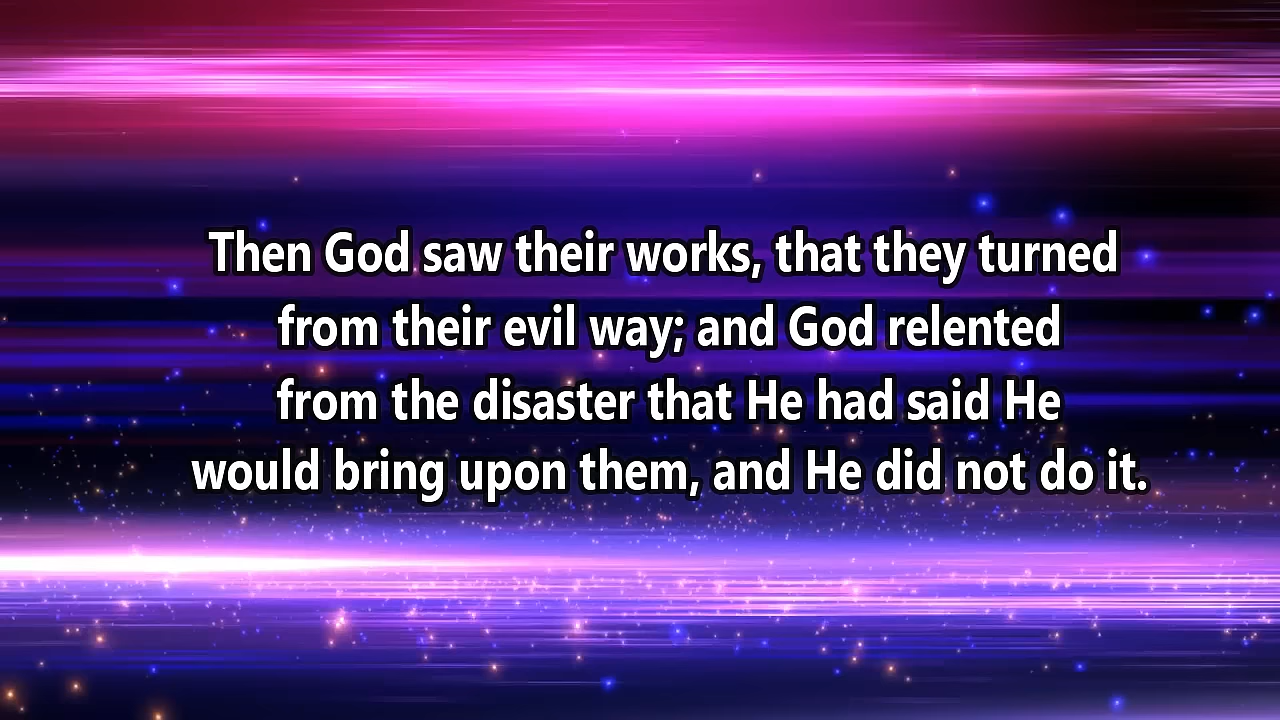 Then God saw their works, that they turned
from their evil way; and God relented
from the disaster that He had said He
would bring upon them, and He did not do it.